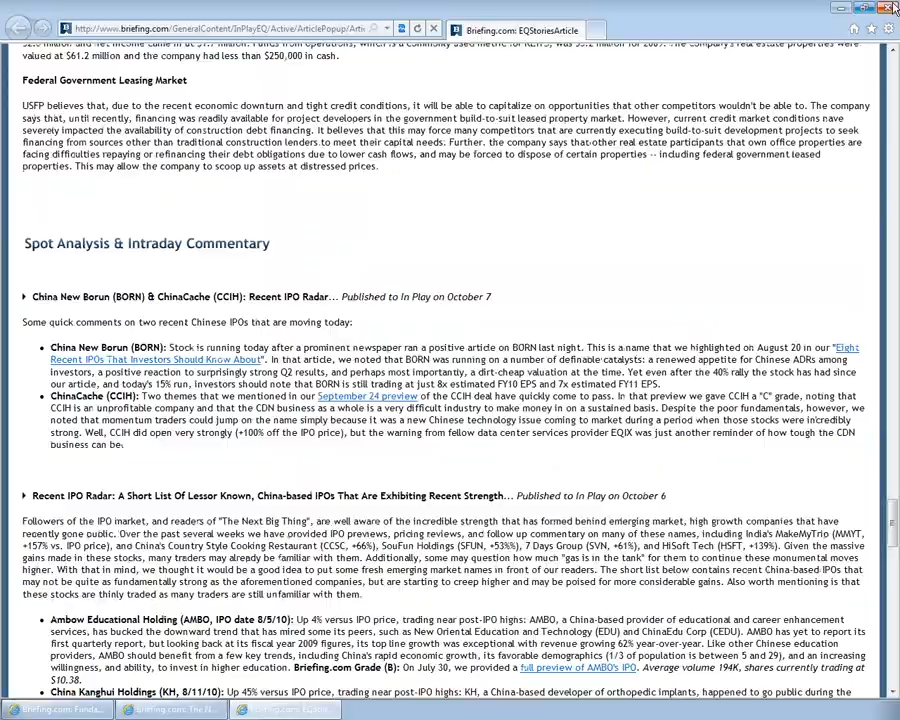 http://www.briefing.com/GeneralContent/InPlayEQ/Active/ArticlePopup/Artic
Briefing.com: EQStoriesArticle
valued at $61.2 million and the company had less than $250,000 in cash.
Federal Government Leasing Market
USFP believes that, due to the recent economic downturn and tight credit conditions, it will be able to capitalize on opportunities that other competitors wouldn't be able to. The company
says that, until recently, financing was readily available for project developers in the government build-to-suit leased property market. However, current credit market conditions have
severely impacted the availability of construction debt financing. It believes that this may force many competitors that are currently executing build-to-suit development projects to seek
financing from sources other than traditional construction lenders to meet their capital needs. Further, the company says that other real estate participants that own office properties are
facing difficulties repaying or refinancing their debt obligations due to lower cash flows, and may be forced to dispose of certain properties -- including federal government leased
properties. This may allow the company to scoop up assets at distressed prices.
Spot Analysis & Intraday Commentary
China New Borun (BORN) & ChinaCache (CCIH): Recent IPO Radar... Published to In Play on October 7
Some quick comments on two recent Chinese IPOs that are moving today:
• China New Borun (BORN): Stock is running today after a prominent newspaper ran a positive article on BORN last night. This is a name that we highlighted on August 20 in our "Eight
Recent IPOs That Investors Should Know About". In that article, we noted that BORN was running on a number of definable catalysts: a renewed appetite for Chinese ADRs among
investors, a positive reaction to surprisingly strong Q2 results, and perhaps most importantly, a dirt-cheap valuation at the time. Yet even after the 40% rally the stock has had since
our article, and today's 15% run, investors should note that BORN is still trading at just 8x estimated FY10 EPS and 7x estimated FY11 EPS.
• ChinaCache (CCIH): Two themes that we mentioned in our September 24 preview of the CCIH deal have quickly come to pass. In that preview we gave CCIH a "C" grade, noting that
CCIH is an unprofitable company and that the CDN business as a whole is a very difficult industry to make money in on a sustained basis. Despite the poor fundamentals, however, we
noted that momentum traders could jump on the name simply because it was a new Chinese technology issue coming to market during a period when those stocks were incredibly
strong. Well, CCIH did open very strongly (+100% off the IPO price), but the warning from fellow data center services provider EQIX was just another reminder of how tough the CDN
business can be.
Recent IPO Radar: A Short List Of Lessor Known, China-based IPOs That Are Exhibiting Recent Strength... Published to In Play on October 6
Followers of the IPO market, and readers of "The Next Big Thing", are well aware of the incredible strength that has formed behind emerging market, high growth companies that have
recently gone public. Over the past several weeks we have provided IPO previews, pricing reviews, and follow up commentary on many of these names, including India's MakeMyTrip (MMYT,
+157% vs. IPO price), and China's Country Style Cooking Restaurant (CCSC, +66%), SouFun Holdings (SFUN, +53%), 7 Days Group (SVN, +61%), and HiSoft Tech (HSFT, +139%). Given the massive
gains made in these stocks, many traders may already be familiar with them. Additionally, some may question how much "gas is in the tank" for them to continue these monumental moves
higher. With that in mind, we thought it would be a good idea to put some fresh emerging market names in front of our readers. The short list below contains recent China-based IPOs that
may not be quite as fundamentally strong as the aforementioned companies, but are starting to creep higher and may be poised for more considerable gains. Also worth mentioning is that
these stocks are thinly traded as many traders are still unfamiliar with them.
• Ambow Educational Holding (AMBO, IPO date 8/5/10): Up 4% versus IPO price, trading near post-IPO highs: AMBO, a China-based provider of educational and career enhancement
services, has bucked the downward trend that has mired some its peers, such as New Oriental Education and Technology (EDU) and ChinaEdu Corp (CEDU). AMBO has yet to report its
first quarterly report, but looking back at its fiscal year 2009 figures, its top line growth was exceptional with revenue growing 62% year-over-year. Like other Chinese education
providers, AMBO should benefit from a few key trends, including China's rapid economic growth, its favorable demographics (1/3 of population is between 5 and 29), and an increasing
willingness, and ability, to invest in higher education. Briefing.com Grade (B): On July 30, we provided a full preview of AMBO's IPO. Average volume 194K, shares currently trading at
$10.38.
• China Kanghui Holdings (KH, 8/11/10): Up 45% versus IPO price, trading near post-IPO highs: KH, a China-based developer of orthopedic implants, happened to go public during the
Briefing.com: Funda...
Briefing.com: The N...